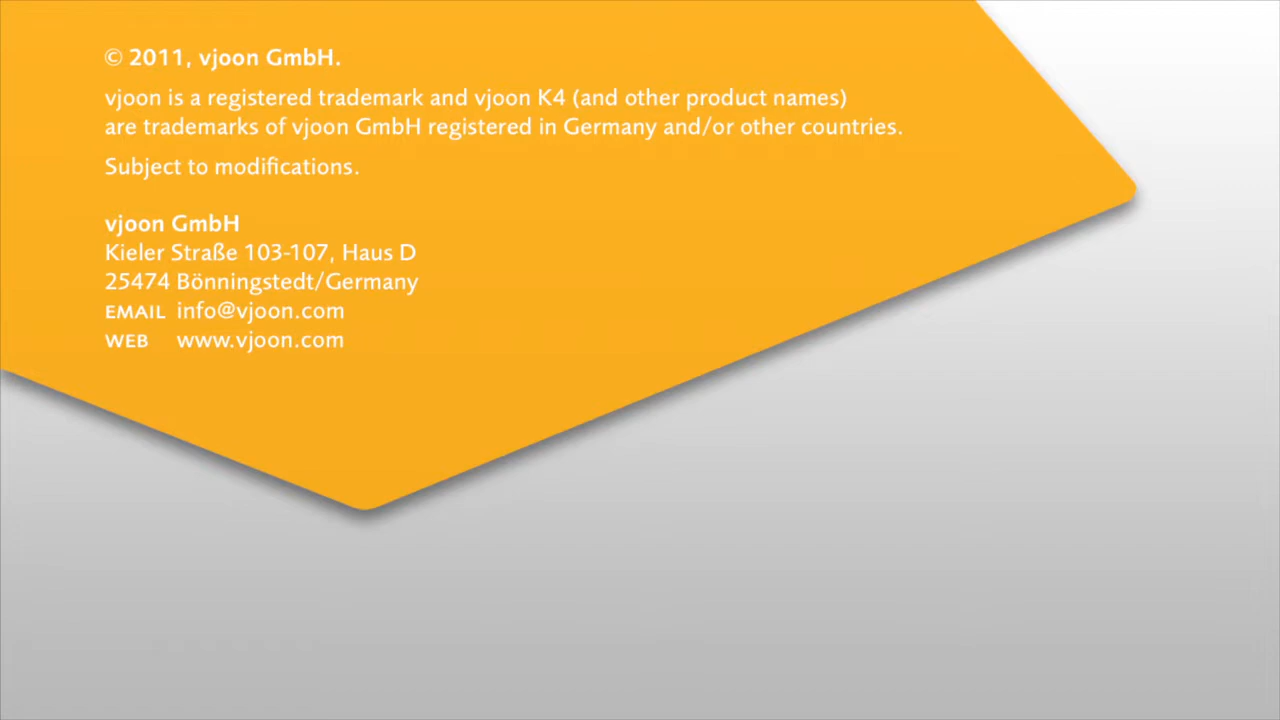 © 2011, vjoon GmbH.
vjoon is a registered trademark and vjoon K4 (and other product names)
are trademarks of vjoon GmbH registered in Germany and/or other countries.
Subject to modifications.
vjoon GmbH
Kieler Straße 103-107, Haus D
25474 Bönningstedt/Germany
EMAIL info@vjoon.com
WEB www.vjoon.com